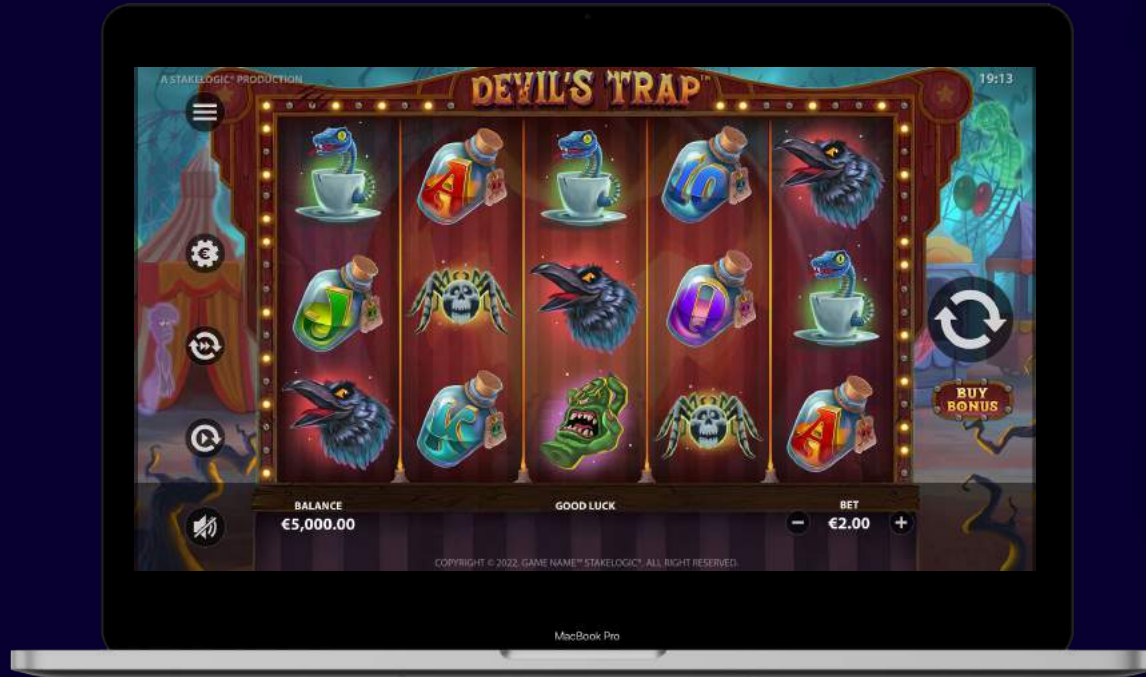 A STAKELOGIC® PRODUCTION
DEVIL'S TRAP™
19:13
A
10
J
Q
K
A
BUY
BONUS
BALANCE
€5,000.00
GOOD LUCK
BET
€2.00
COPYRIGHT © 2022, GAME NAME™ STAKELOGIC®. ALL RIGHT RESERVED.
MacBook Pro